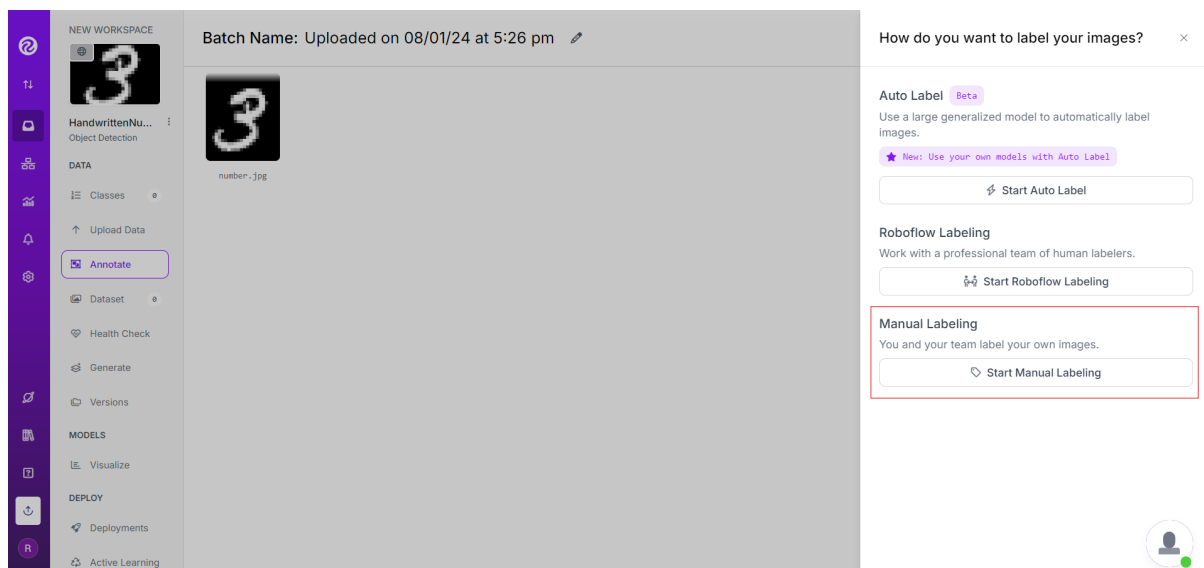 NEW WORKSPACE
HandwrittenNu...
Object Detection
DATA
Classes 0
Upload Data
Annotate
Dataset 0
Health Check
Generate
Versions
MODELS
Visualize
DEPLOY
Deployments
Active Learning
R
Batch Name: Uploaded on 08/01/24 at 5:26 pm
3
number.jpg
How do you want to label your images?
Auto Label Beta
Use a large generalized model to automatically label
images.
New: Use your own models with Auto Label
Start Auto Label
Roboflow Labeling
Work with a professional team of human labelers.
Start Roboflow Labeling
Manual Labeling
You and your team label your own images.
Start Manual Labeling